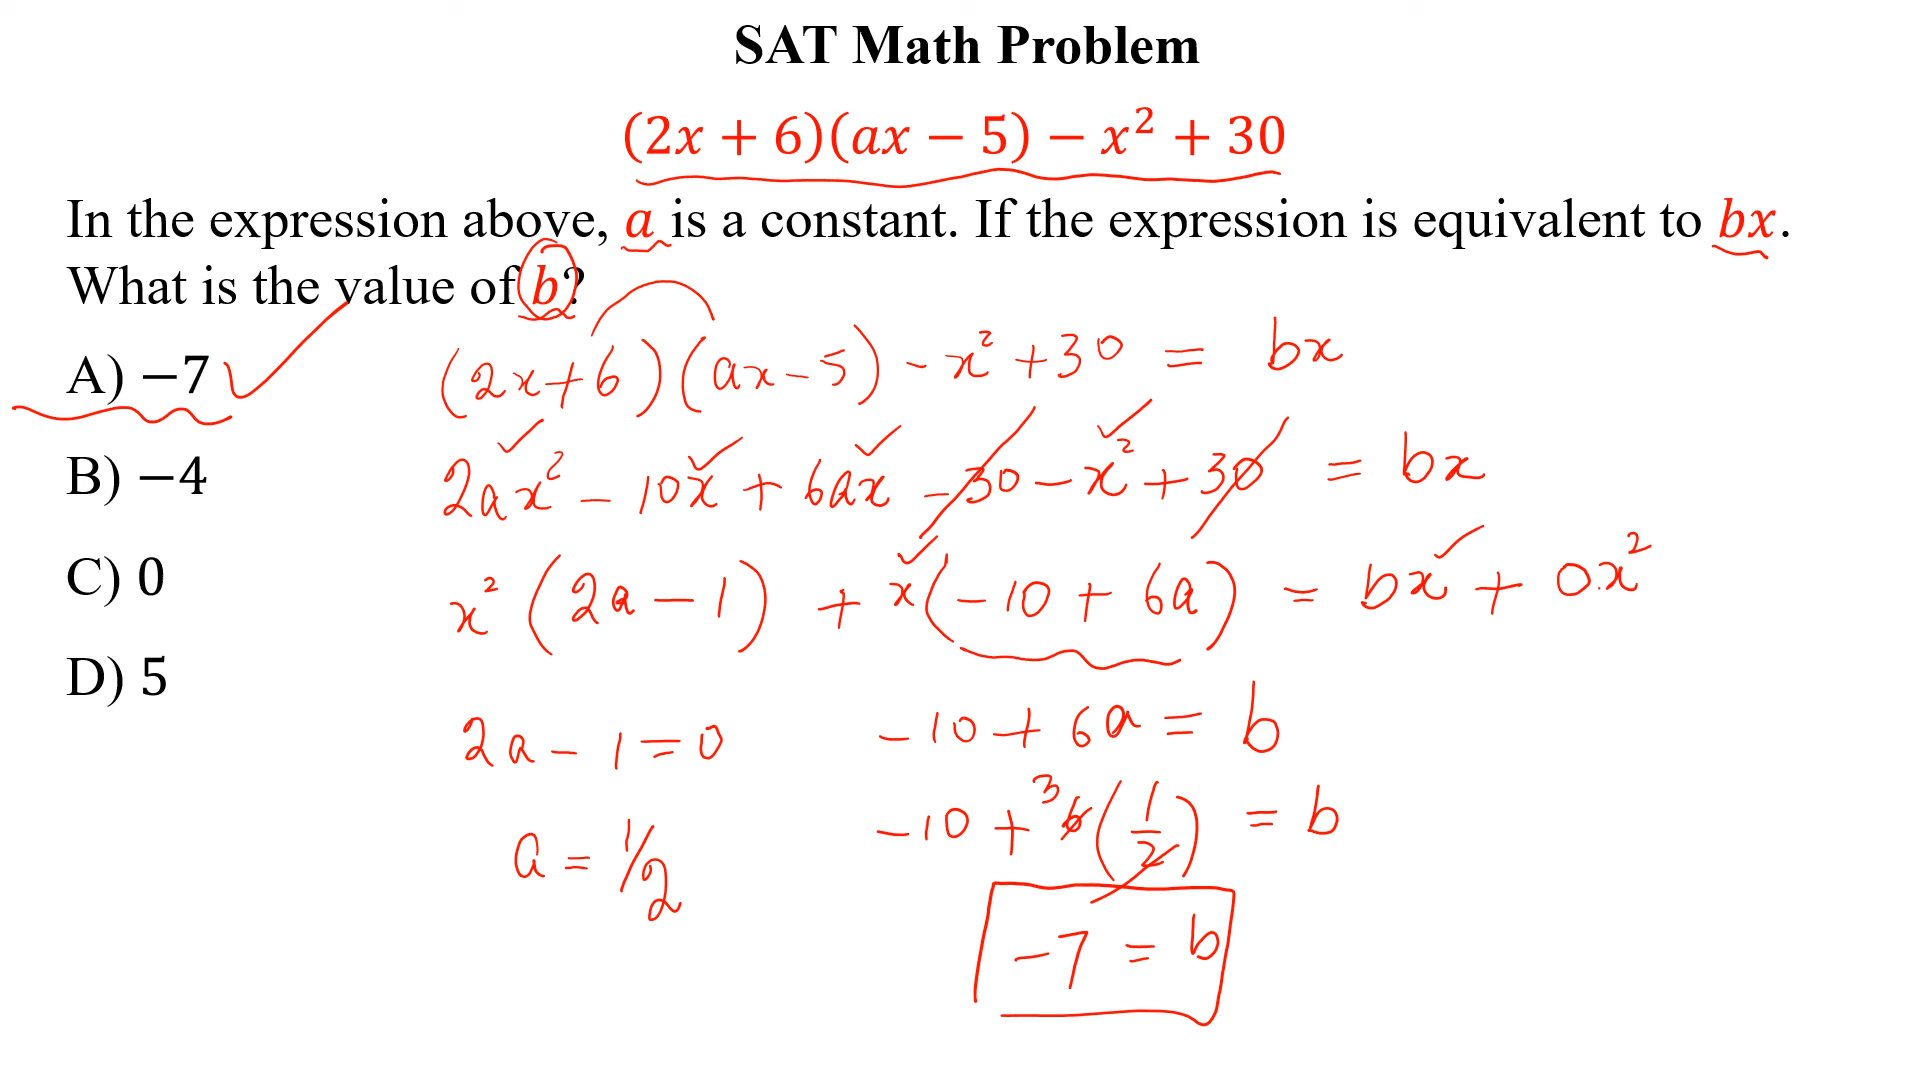 SAT Math Problem
(2x + 6)(ax − 5) − x² + 30
In the expression above, a is a constant. If the expression is equivalent to bx.
What is the value of b?
A) −7
B) −4
C) 0
D) 5
(2x+6)(ax−5) − x² + 30 = bx
2ax² − 10x + 6ax − 30 − x² + 30 = bx
x² (2a − 1) + x(−10 + 6a) = bx + 0.x²
2a − 1 = 0
a = 1/2
−10 + 6a = b
−10 + 6 3 (1/2) = b
−7 = b